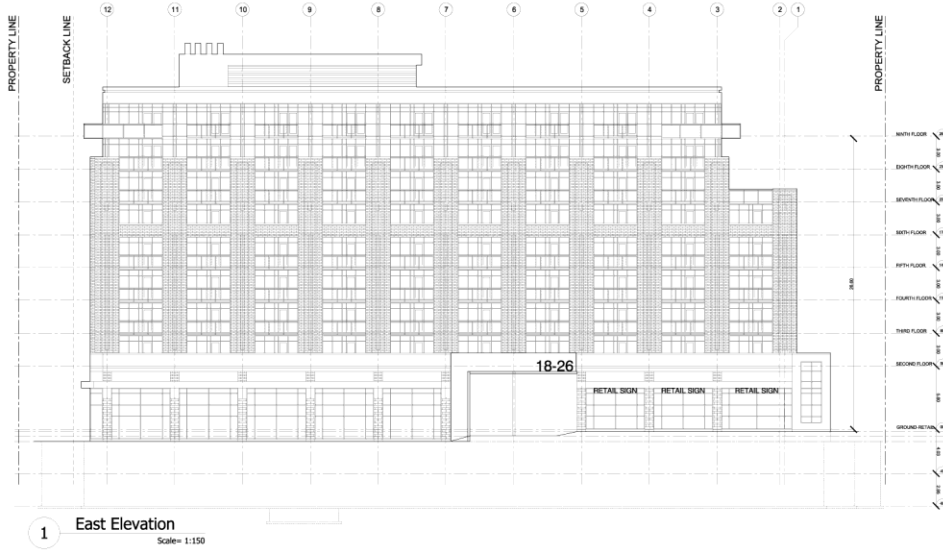 12 11 10 9 8 7 6 5 4 3 2 1
PROPERTY LINE
SETBACK LINE
PROPERTY LINE
NINTH FLOOR
EIGHTH FLOOR
SEVENTH FLOOR
SIXTH FLOOR
FIFTH FLOOR
FOURTH FLOOR
THIRD FLOOR
SECOND FLOOR
18-26
RETAIL SIGN RETAIL SIGN RETAIL SIGN
GROUND RETAIL
1 East Elevation
Scale= 1:150